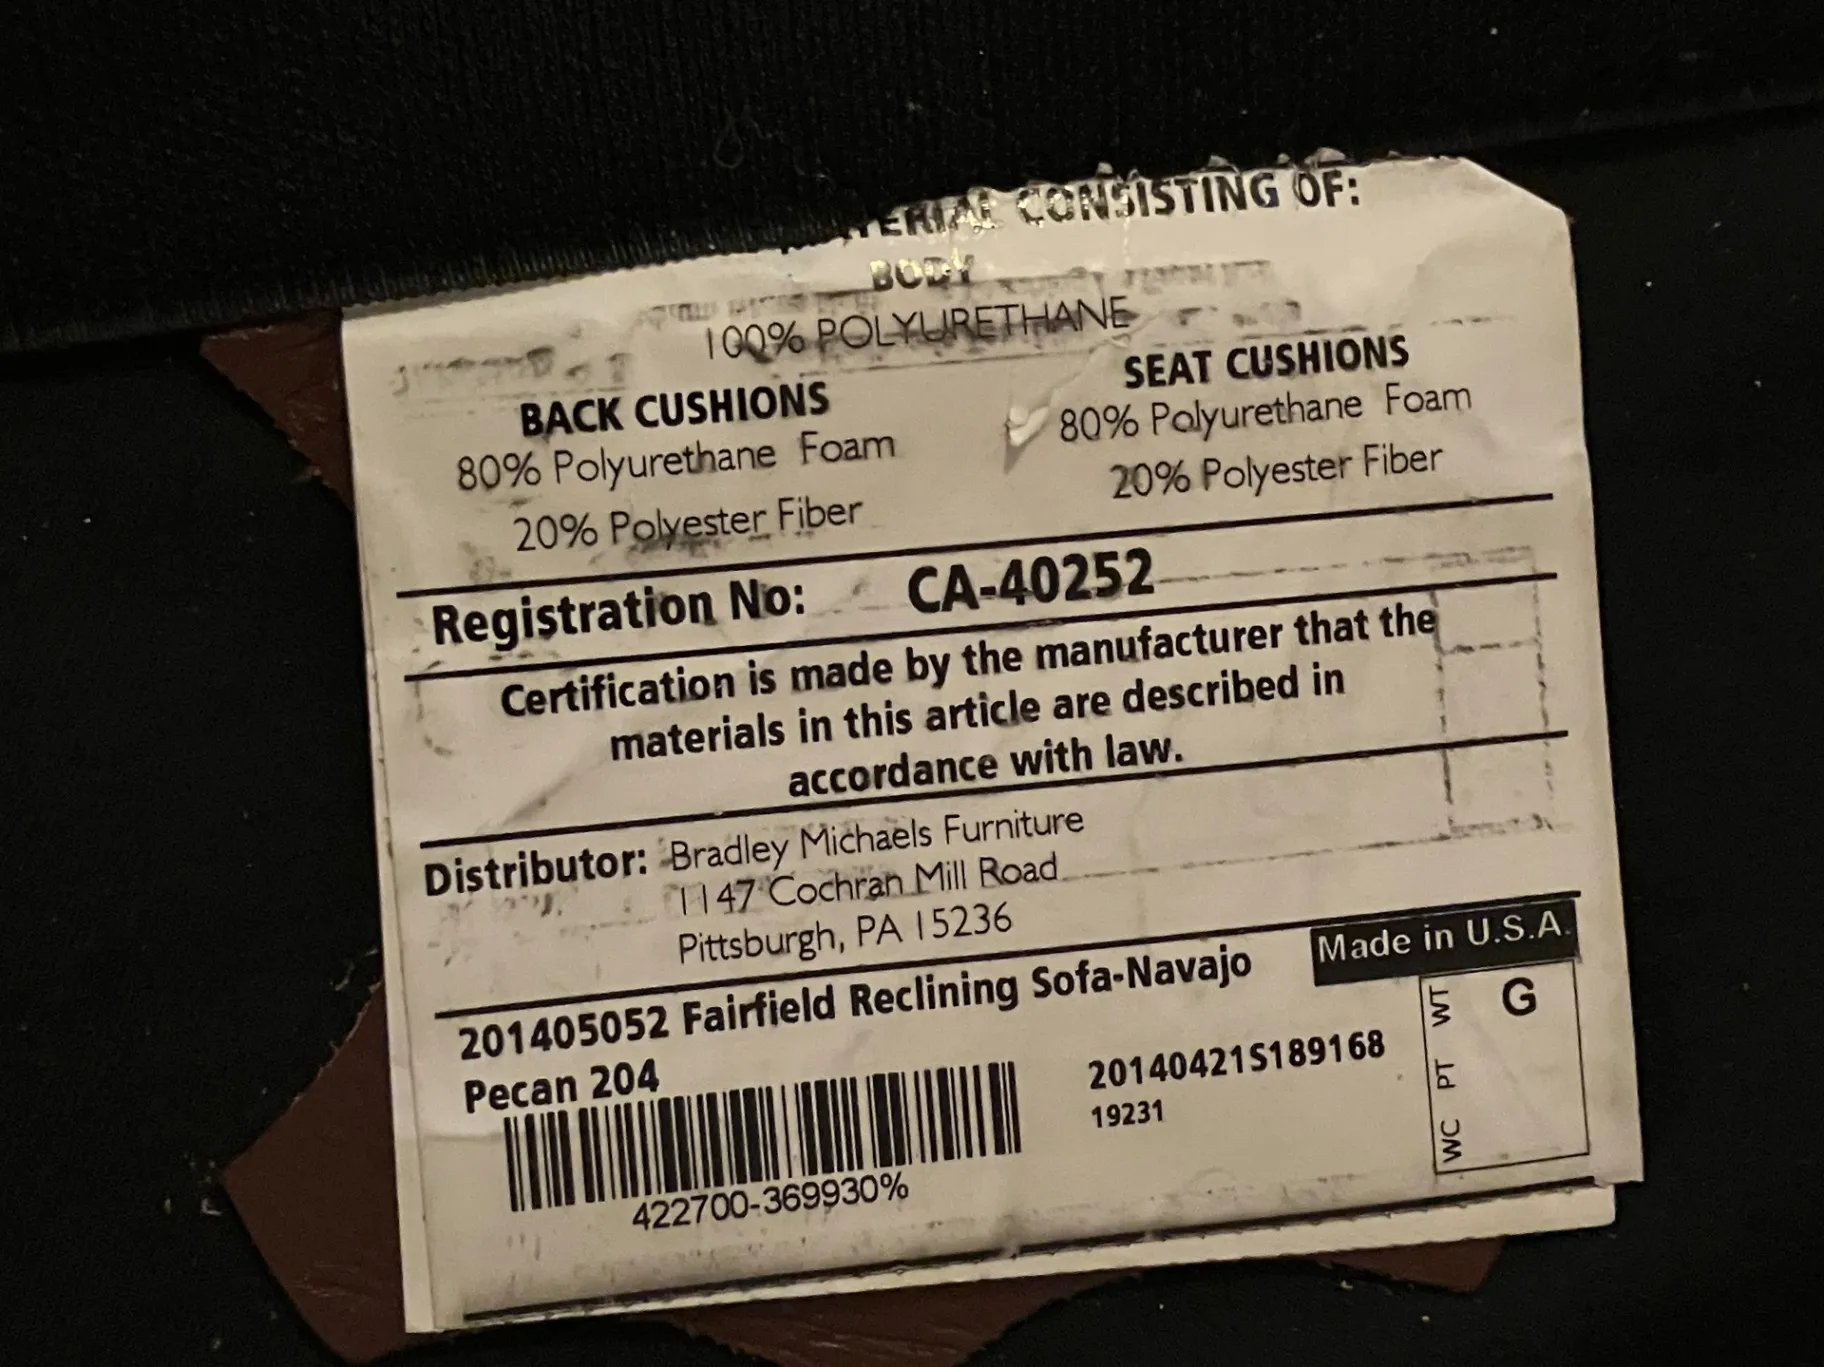 MATERIAL CONSISTING OF:
BODY
100% POLYURETHANE
BACK CUSHIONS
80% Polyurethane Foam
20% Polyester Fiber
SEAT CUSHIONS
80% Polyurethane Foam
20% Polyester Fiber
Registration No: CA-40252
Certification is made by the manufacturer that the
materials in this article are described in
accordance with law.
Distributor: Bradley Michaels Furniture
1147 Cochran Mill Road
Pittsburgh, PA 15236
Made in U.S.A.
201405052 Fairfield Reclining Sofa-Navajo
Pecan 204
20140421S189168
19231
422700-369930%
WC PT WT
G